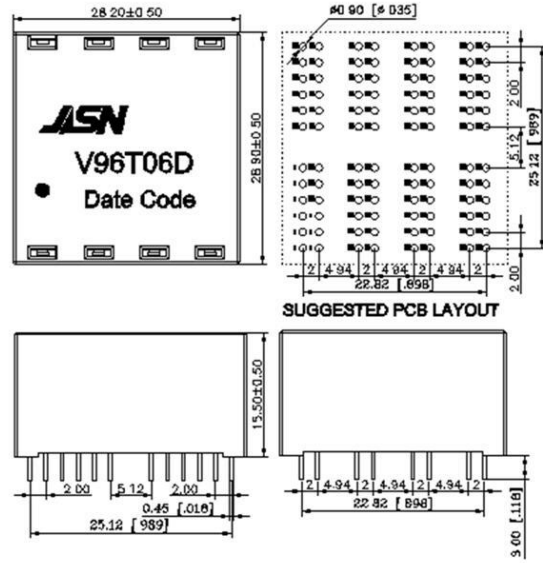 28.20±0.50
ø0.90 [ø.035]
JSN
V96T06D
Date Code
28.90±0.50
2.00
5.12
25.12 [.989]
2 4.94 2 4.94 2 4.94 2
22.82 [.898]
2.00
SUGGESTED PCB LAYOUT
15.50±0.50
2.00 5.12 2.00
0.46 [.018]
25.12 [.989]
2 4.94 2 4.94 2 4.94 2
22.82 [.898]
3.00 [.118]